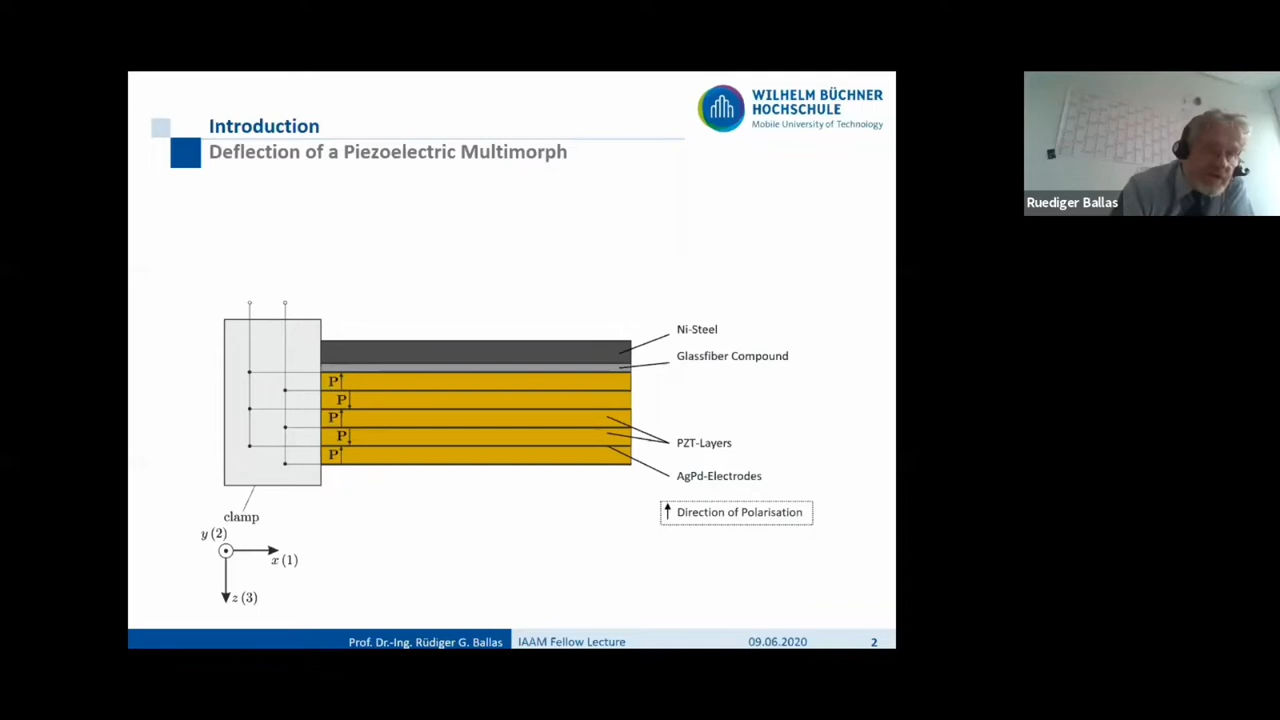 WILHELM BÜCHNER
HOCHSCHULE
Mobile University of Technology
Introduction
Deflection of a Piezoelectric Multimorph
Ruediger Ballas
Ni-Steel
Glassfiber Compound
P
P
P
P
P
PZT-Layers
AgPd-Electrodes
Direction of Polarisation
clamp
y (2)
x (1)
z (3)
Prof. Dr.-Ing. Rüdiger G. Ballas IAAM Fellow Lecture 09.06.2020 2